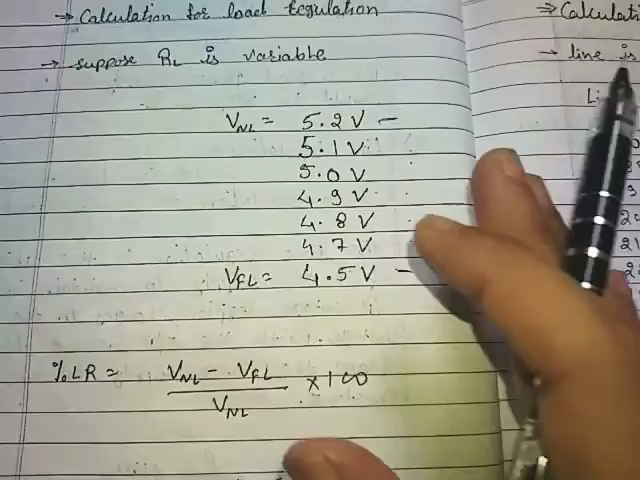 → Calculation for load regulation
→ suppose RL is variable
VNL = 5.2 V –
5.1 V
5.0 V
4.9 V
4.8 V
4.7 V
VFL = 4.5 V –
% LR = VNL - VFL / VNL × 100
⇒
→ line is